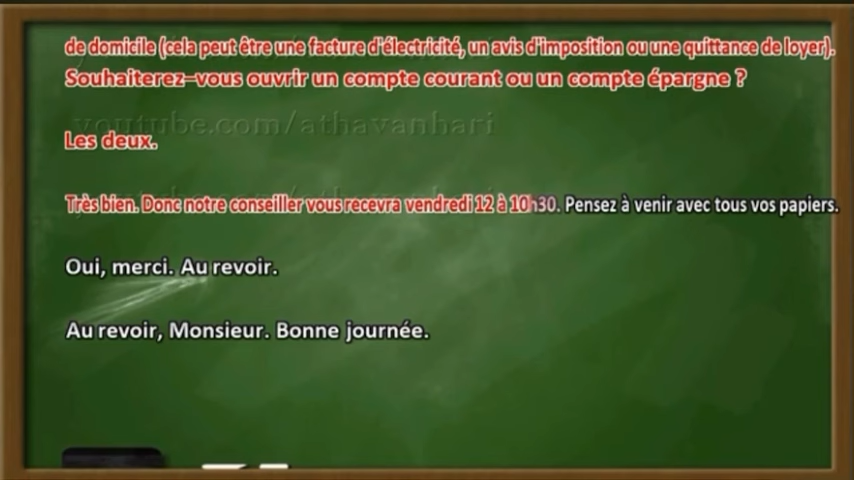 de domicile (cela peut être une facture d'électricité, un avis d'imposition ou une quittance de loyer).
Souhaiterez–vous ouvrir un compte courant ou un compte épargne ?
youtube.com/athavanhari
Les deux.
Très bien. Donc notre conseiller vous recevra vendredi 12 à 10h30. Pensez à venir avec tous vos papiers.
Oui, merci. Au revoir.
Au revoir, Monsieur. Bonne journée.